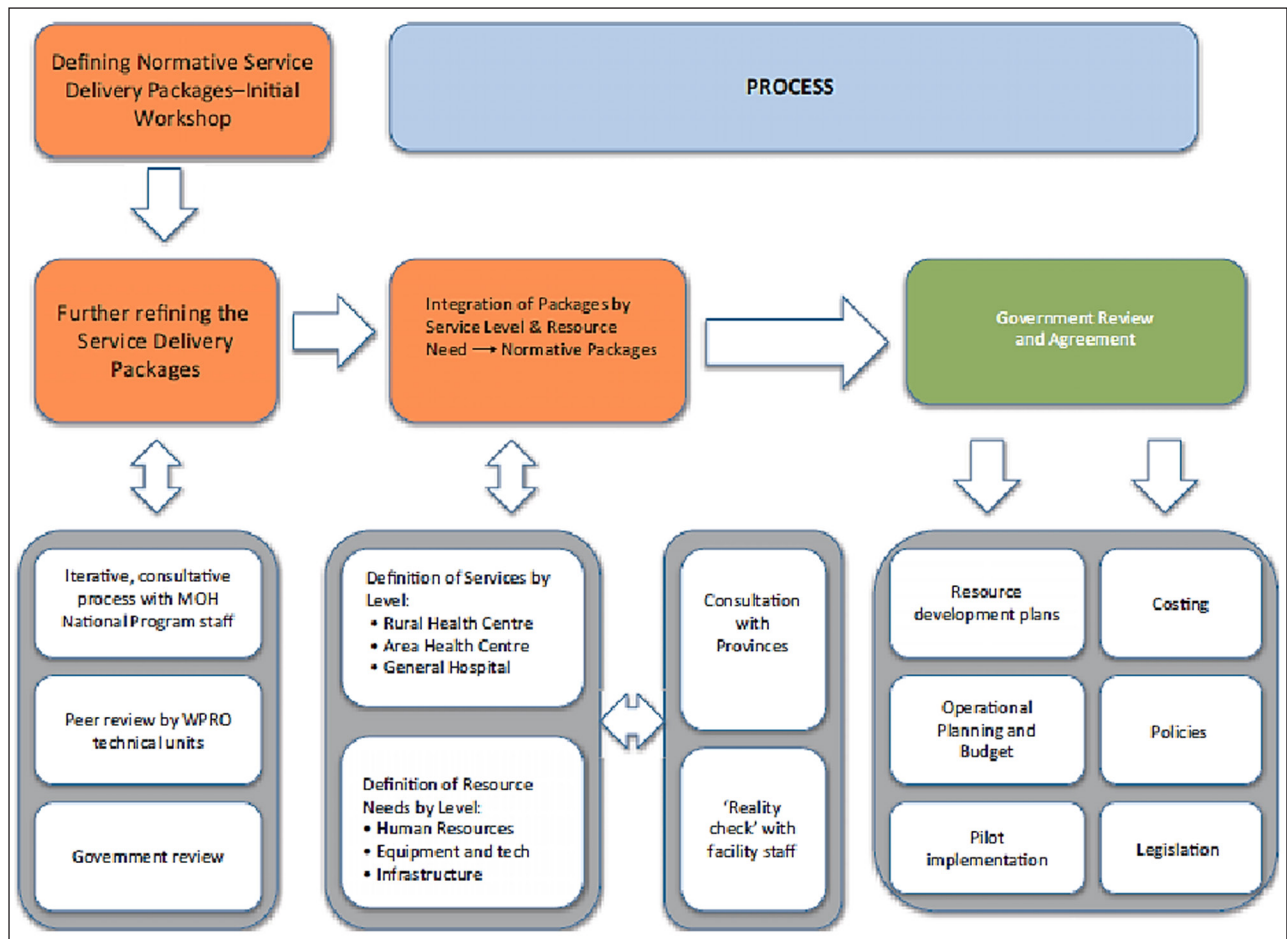 Defining Normative Service
Delivery Packages–Initial
Workshop
PROCESS
Further refining the
Service Delivery
Packages
Integration of Packages by
Service Level & Resource
Need → Normative Packages
Government Review
and Agreement
Iterative, consultative
process with MOH
National Program staff
Peer review by WPRO
technical units
Government review
Definition of Services by
Level:
• Rural Health Centre
• Area Health Centre
• General Hospital
Definition of Resource
Needs by Level:
• Human Resources
• Equipment and tech
• Infrastructure
Consultation
with
Provinces
‘Reality
check’ with
facility staff
Resource
development plans
Costing
Operational
Planning and
Budget
Policies
Pilot
implementation
Legislation